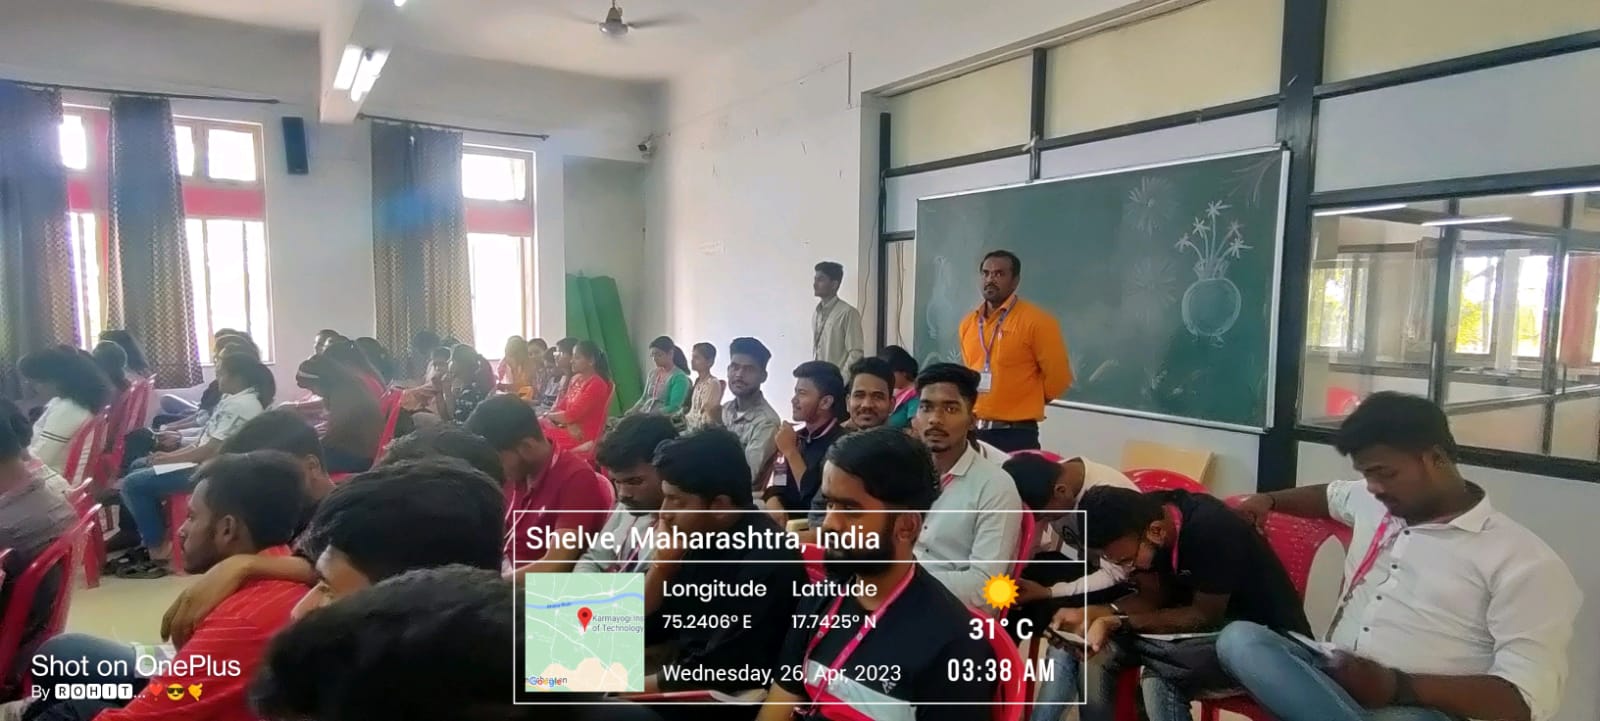 Shelve, Maharashtra, India
Longitude Latitude
75.2406° E 17.7425° N
31° C
Karmayogi Ins
of Technology
Google
Wednesday, 26, Apr, 2023
03:38 AM
Shot on OnePlus
By ROHIT...❤️😎🤙